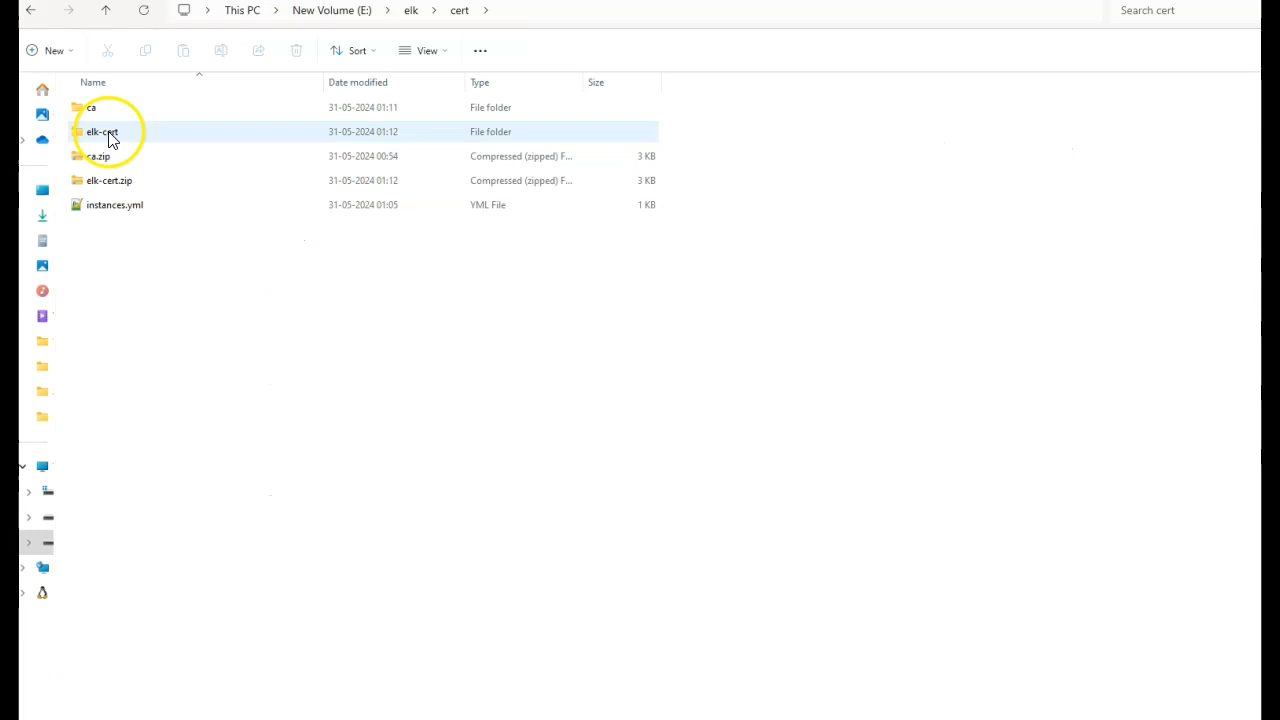 This PC > New Volume (E:) > elk > cert > Search cert
New Sort View ...
Name Date modified Type Size
ca 31-05-2024 01:11 File folder
elk-cert 31-05-2024 01:12 File folder
ca.zip 31-05-2024 00:54 Compressed (zipped) F... 3 KB
elk-cert.zip 31-05-2024 01:12 Compressed (zipped) F... 3 KB
instances.yml 31-05-2024 01:05 YML File 1 KB